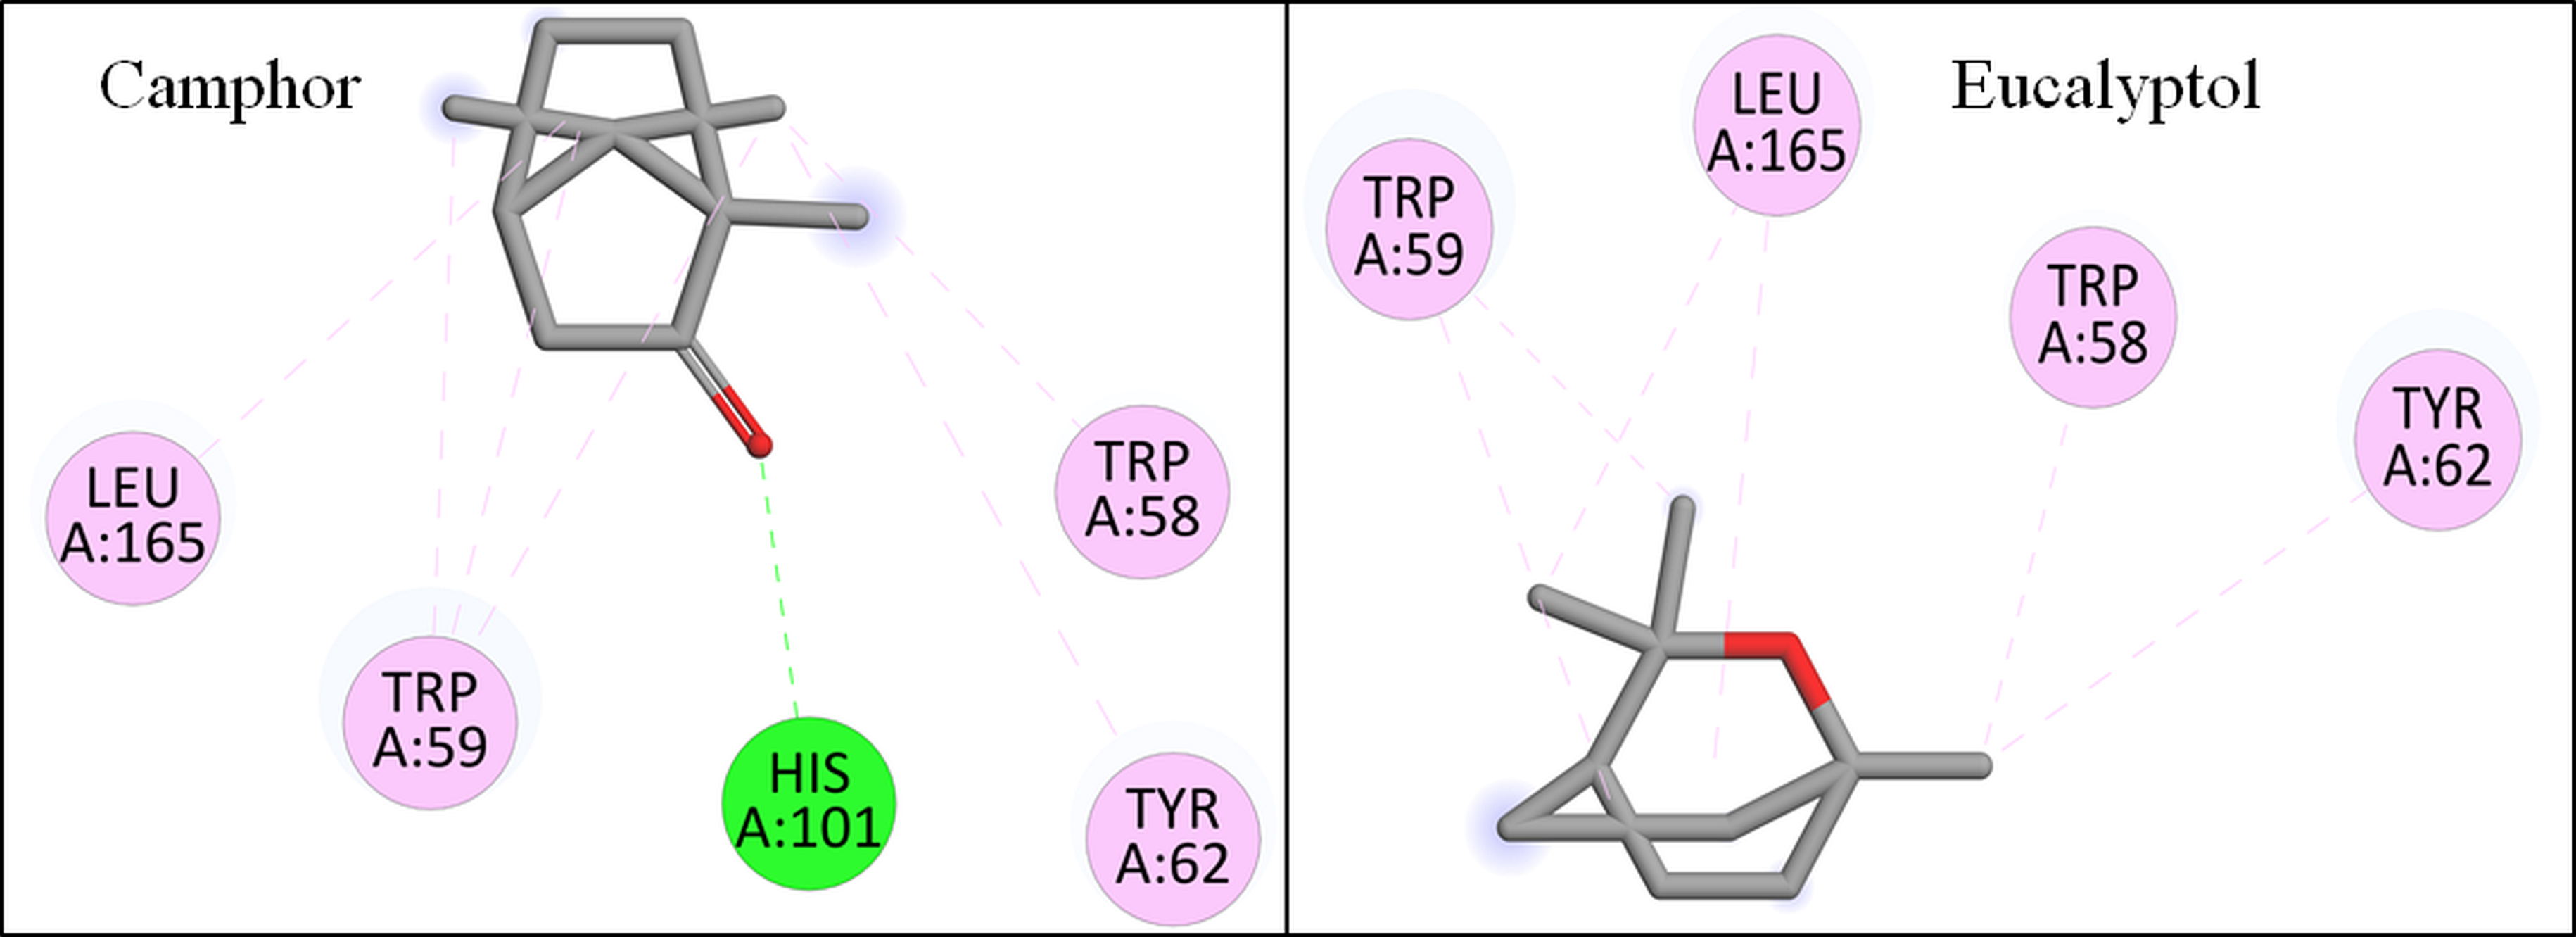 Camphor
LEU
A:165
TRP
A:59
HIS
A:101
TRP
A:58
TYR
A:62
Eucalyptol
TRP
A:59
LEU
A:165
TRP
A:58
TYR
A:62